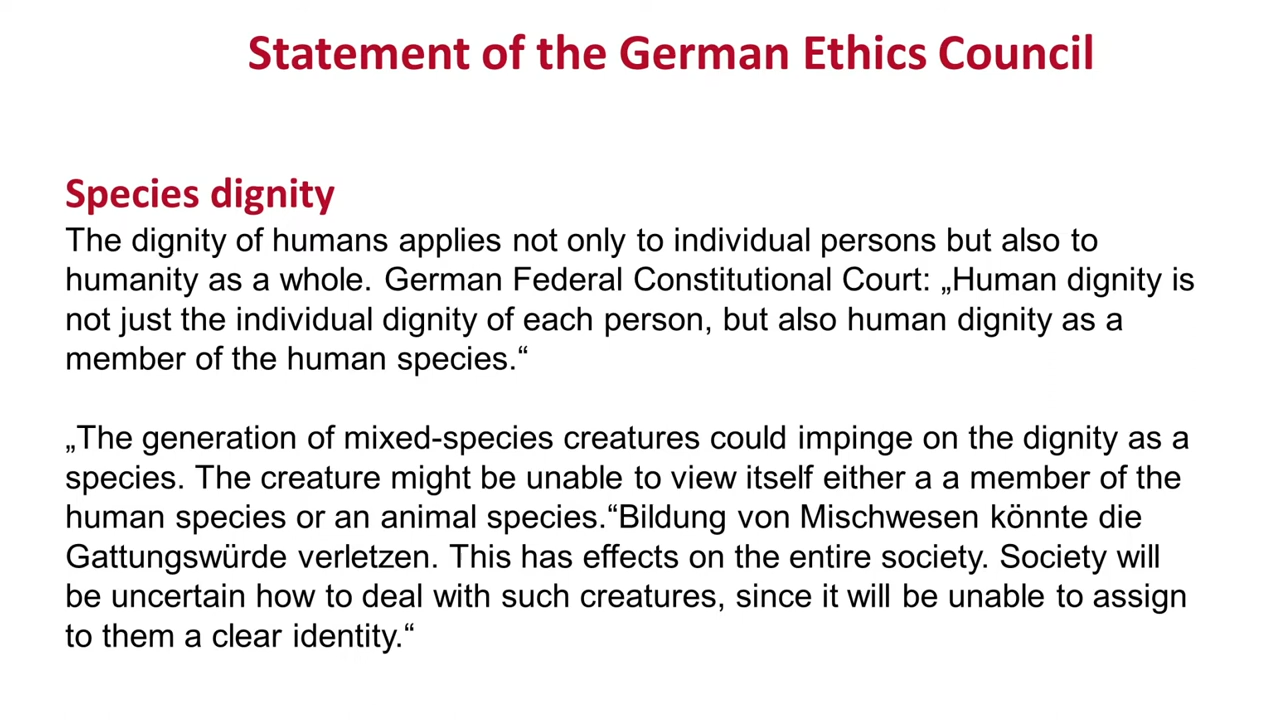 Statement of the German Ethics Council
Species dignity
The dignity of humans applies not only to individual persons but also to
humanity as a whole. German Federal Constitutional Court: „Human dignity is
not just the individual dignity of each person, but also human dignity as a
member of the human species.“
„The generation of mixed-species creatures could impinge on the dignity as a
species. The creature might be unable to view itself either a a member of the
human species or an animal species.“Bildung von Mischwesen könnte die
Gattungswürde verletzen. This has effects on the entire society. Society will
be uncertain how to deal with such creatures, since it will be unable to assign
to them a clear identity.“